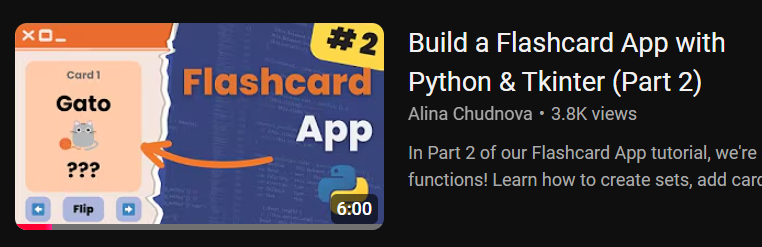 #2
Card 1
Gato
???
Flip
Flashcard
App
6:00
Build a Flashcard App with
Python & Tkinter (Part 2)
Alina Chudnova • 3.8K views
In Part 2 of our Flashcard App tutorial, we're
functions! Learn how to create sets, add card